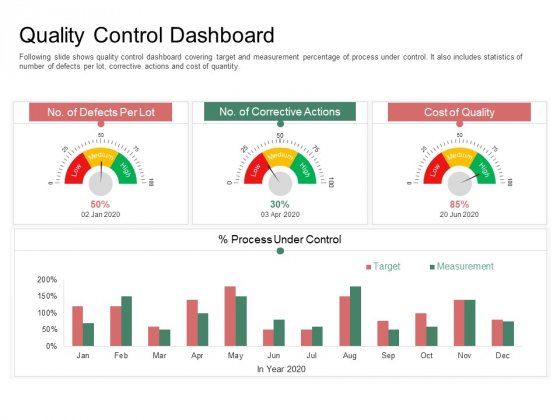 Quality Control Dashboard
Following slide shows quality control dashboard covering target and measurement percentage of process under control. It also includes statistics of
number of defects per lot, corrective actions and cost of quantity.
No. of Defects Per Lot
0 25 50 75 100
Low Medium High
50%
02 Jan 2020
No. of Corrective Actions
0 25 50 75 100
Low Medium High
30%
03 Apr 2020
Cost of Quality
0 25 50 75 100
Low Medium High
85%
20 Jun 2020
% Process Under Control
Target Measurement
200%
150%
100%
50%
0%
Jan Feb Mar Apr May Jun Jul Aug Sep Oct Nov Dec
In Year 2020